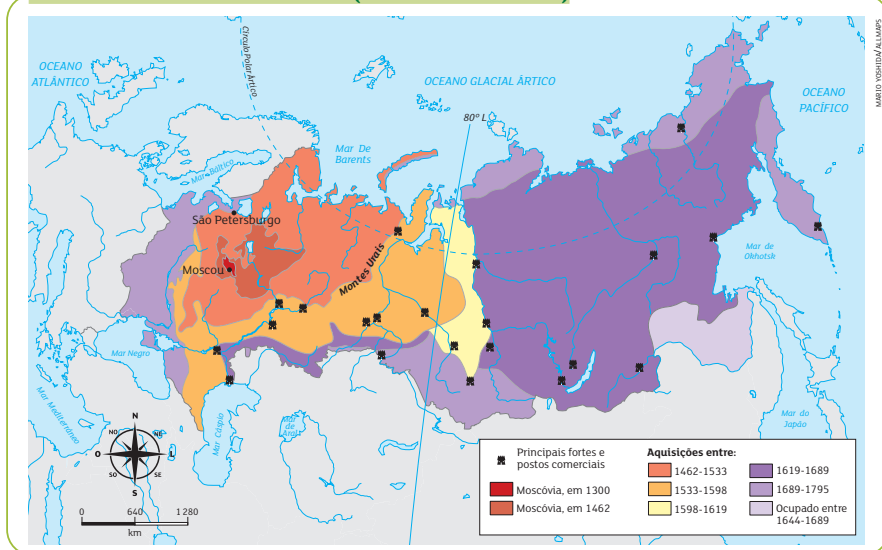 MARIO YOSHIDA/ALLMAPS
OCEANO
ATLÂNTICO
Círculo Polar Ártico
OCEANO GLACIAL ÁRTICO
OCEANO
PACÍFICO
80º L
Mar De
Barents
Mar Báltico
São Petersburgo
Montes Urais
Moscou
Mar de
Okhotsk
Mar Negro
Mar Mediterrâneo
Mar Cáspio
Mar
de
Aral
Mar do
Japão
N
NO
NE
O
L
SO
SE
S
0 640 1 280
km
Principais fortes e
postos comerciais
Moscóvia, em 1300
Moscóvia, em 1462
Aquisições entre:
1462-1533
1533-1598
1598-1619
1619-1689
1689-1795
Ocupado entre
1644-1689